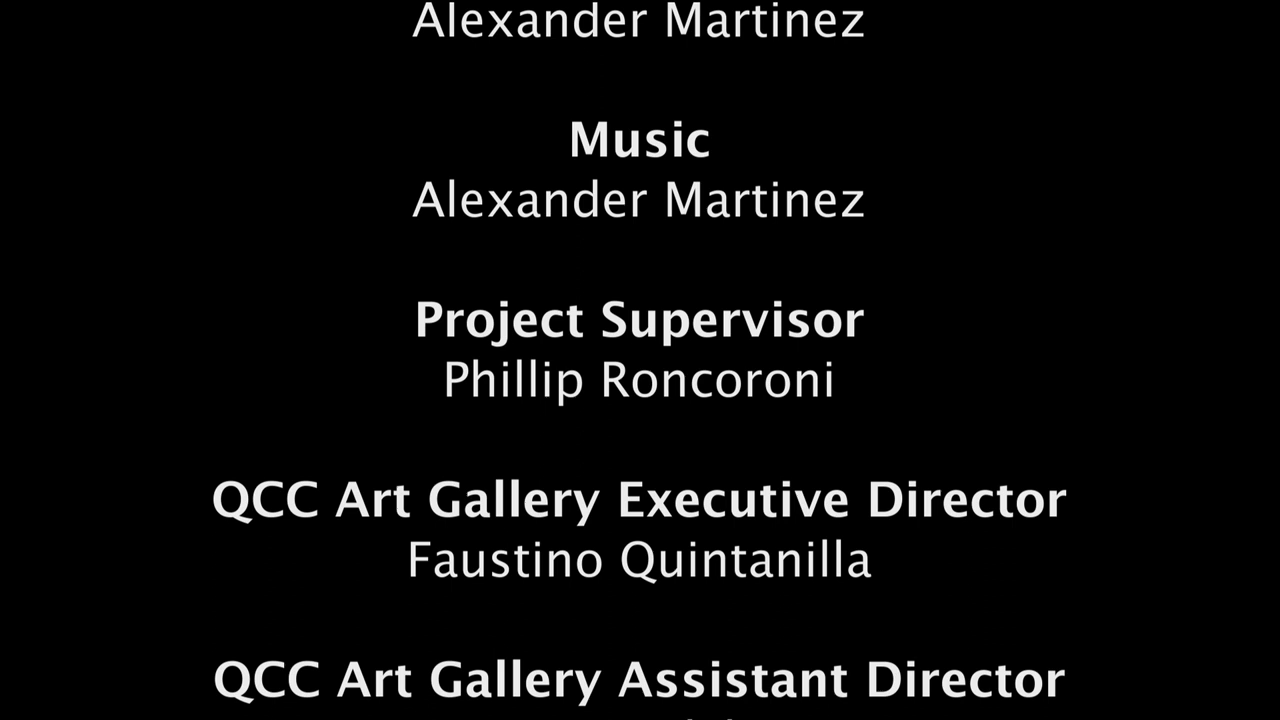 Alexander Martinez
Music
Alexander Martinez
Project Supervisor
Phillip Roncoroni
QCC Art Gallery Executive Director
Faustino Quintanilla
QCC Art Gallery Assistant Director